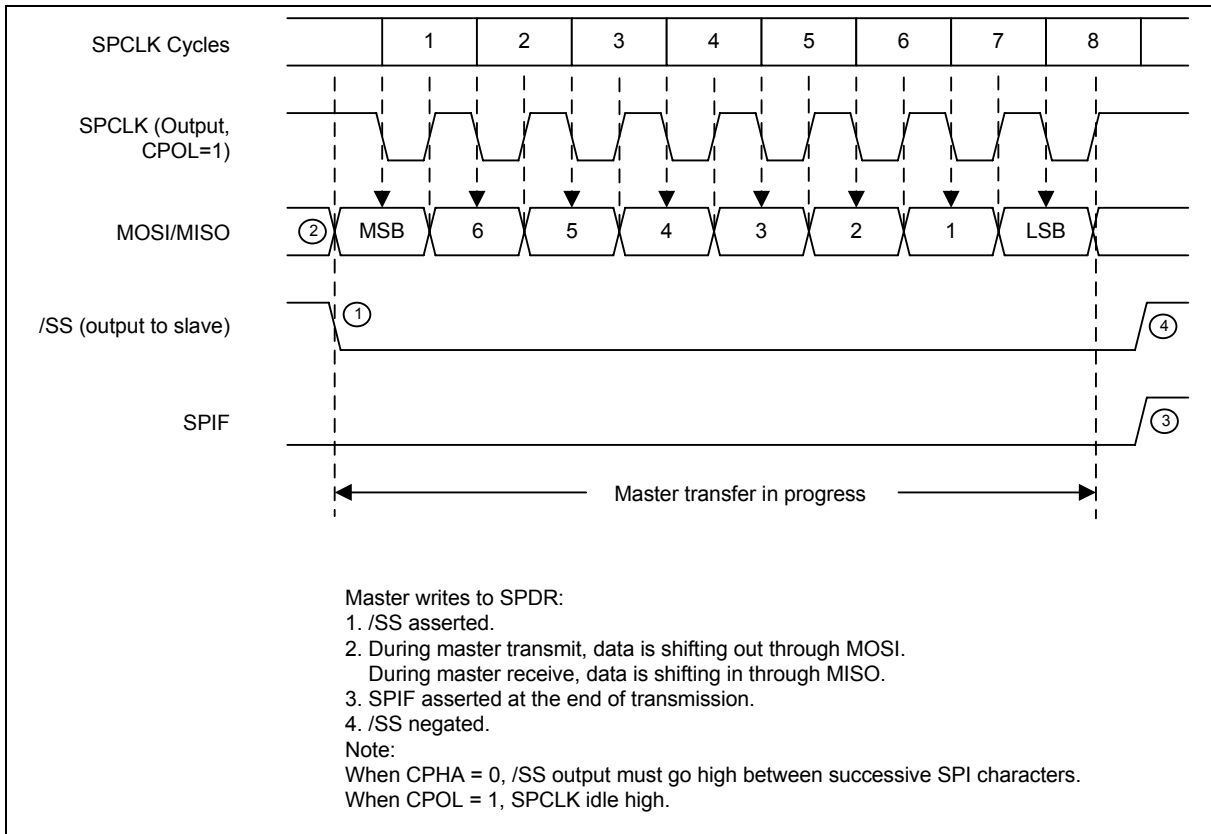 SPCLK Cycles
1 2 3 4 5 6 7 8
SPCLK (Output,
CPOL=1)
MOSI/MISO
2 MSB 6 5 4 3 2 1 LSB
/SS (output to slave)
1
4
SPIF
3
Master transfer in progress
Master writes to SPDR:
1. /SS asserted.
2. During master transmit, data is shifting out through MOSI.
During master receive, data is shifting in through MISO.
3. SPIF asserted at the end of transmission.
4. /SS negated.
Note:
When CPHA = 0, /SS output must go high between successive SPI characters.
When CPOL = 1, SPCLK idle high.